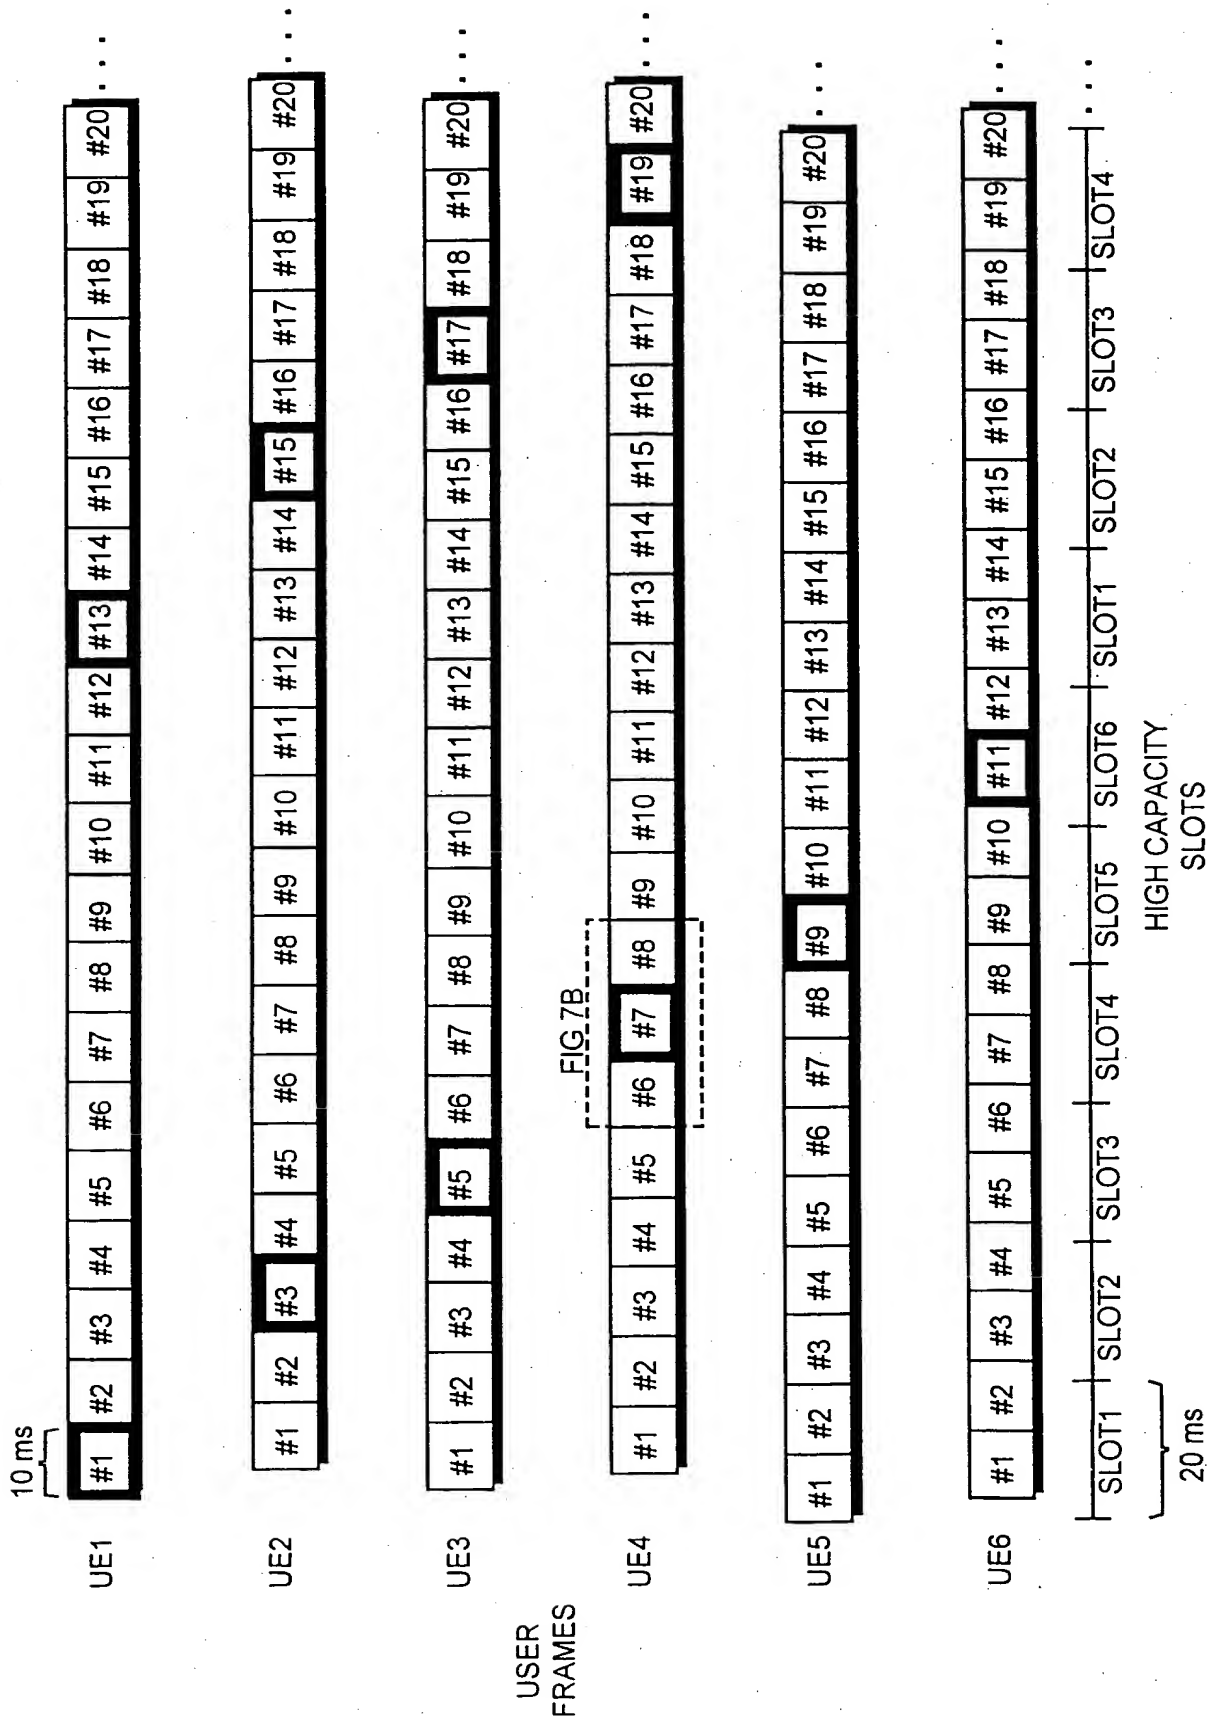 10 ms
UE1 #1 #2 #3 #4 #5 #6 #7 #8 #9 #10 #11 #12 #13 #14 #15 #16 #17 #18 #19 #20 . . .
UE2 #1 #2 #3 #4 #5 #6 #7 #8 #9 #10 #11 #12 #13 #14 #15 #16 #17 #18 #19 #20 . . .
USER
FRAMES
UE3 #1 #2 #3 #4 #5 #6 #7 #8 #9 #10 #11 #12 #13 #14 #15 #16 #17 #18 #19 #20 . . .
FIG 7B
UE4 #1 #2 #3 #4 #5 #6 #7 #8 #9 #10 #11 #12 #13 #14 #15 #16 #17 #18 #19 #20 . . .
UE5 #1 #2 #3 #4 #5 #6 #7 #8 #9 #10 #11 #12 #13 #14 #15 #16 #17 #18 #19 #20 . . .
UE6 #1 #2 #3 #4 #5 #6 #7 #8 #9 #10 #11 #12 #13 #14 #15 #16 #17 #18 #19 #20 . . .
SLOT1 SLOT2 SLOT3 SLOT4 SLOT5 SLOT6 SLOT1 SLOT2 SLOT3 SLOT4 . . .
20 ms
HIGH CAPACITY
SLOTS